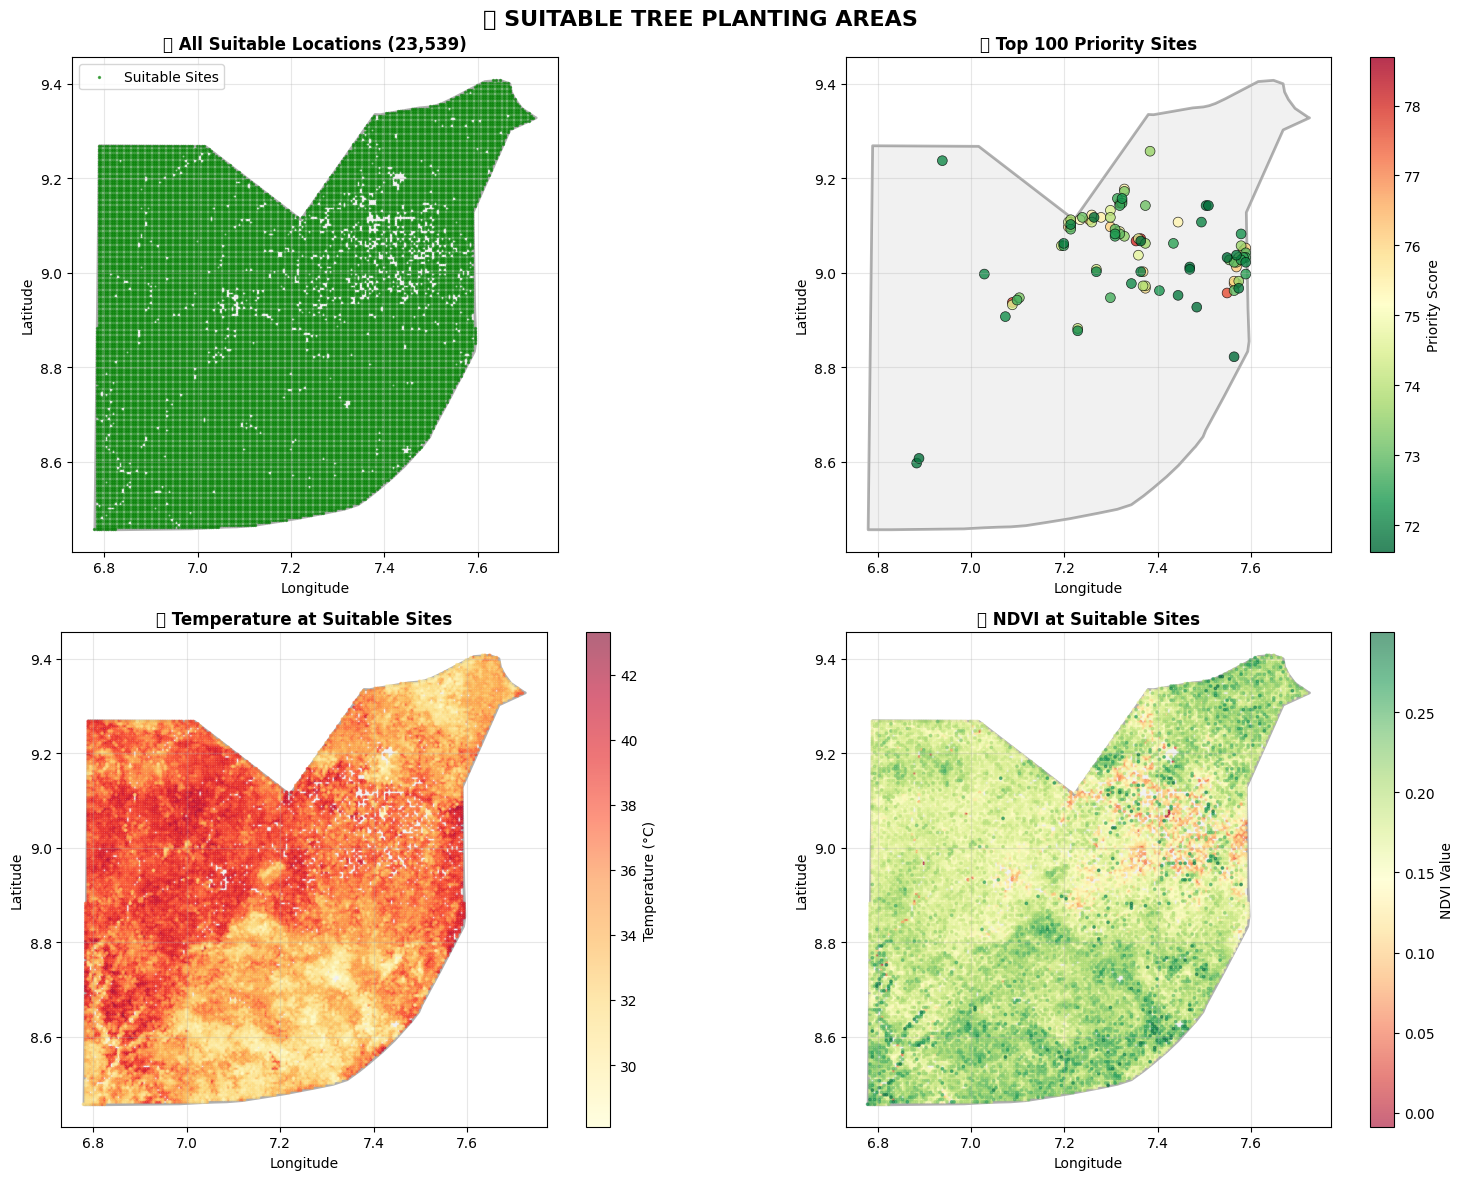 ▯ SUITABLE TREE PLANTING AREAS
▯ All Suitable Locations (23,539)
Suitable Sites
9.4
9.2
9.0
8.8
8.6
Latitude
6.8 7.0 7.2 7.4 7.6
Longitude
▯ Top 100 Priority Sites
9.4
9.2
9.0
8.8
8.6
Latitude
6.8 7.0 7.2 7.4 7.6
Longitude
78
77
76
75
74
73
72
Priority Score
▯ Temperature at Suitable Sites
9.4
9.2
9.0
8.8
8.6
Latitude
6.8 7.0 7.2 7.4 7.6
Longitude
42
40
38
36
34
32
30
Temperature (°C)
▯ NDVI at Suitable Sites
9.4
9.2
9.0
8.8
8.6
Latitude
6.8 7.0 7.2 7.4 7.6
Longitude
0.25
0.20
0.15
0.10
0.05
0.00
NDVI Value